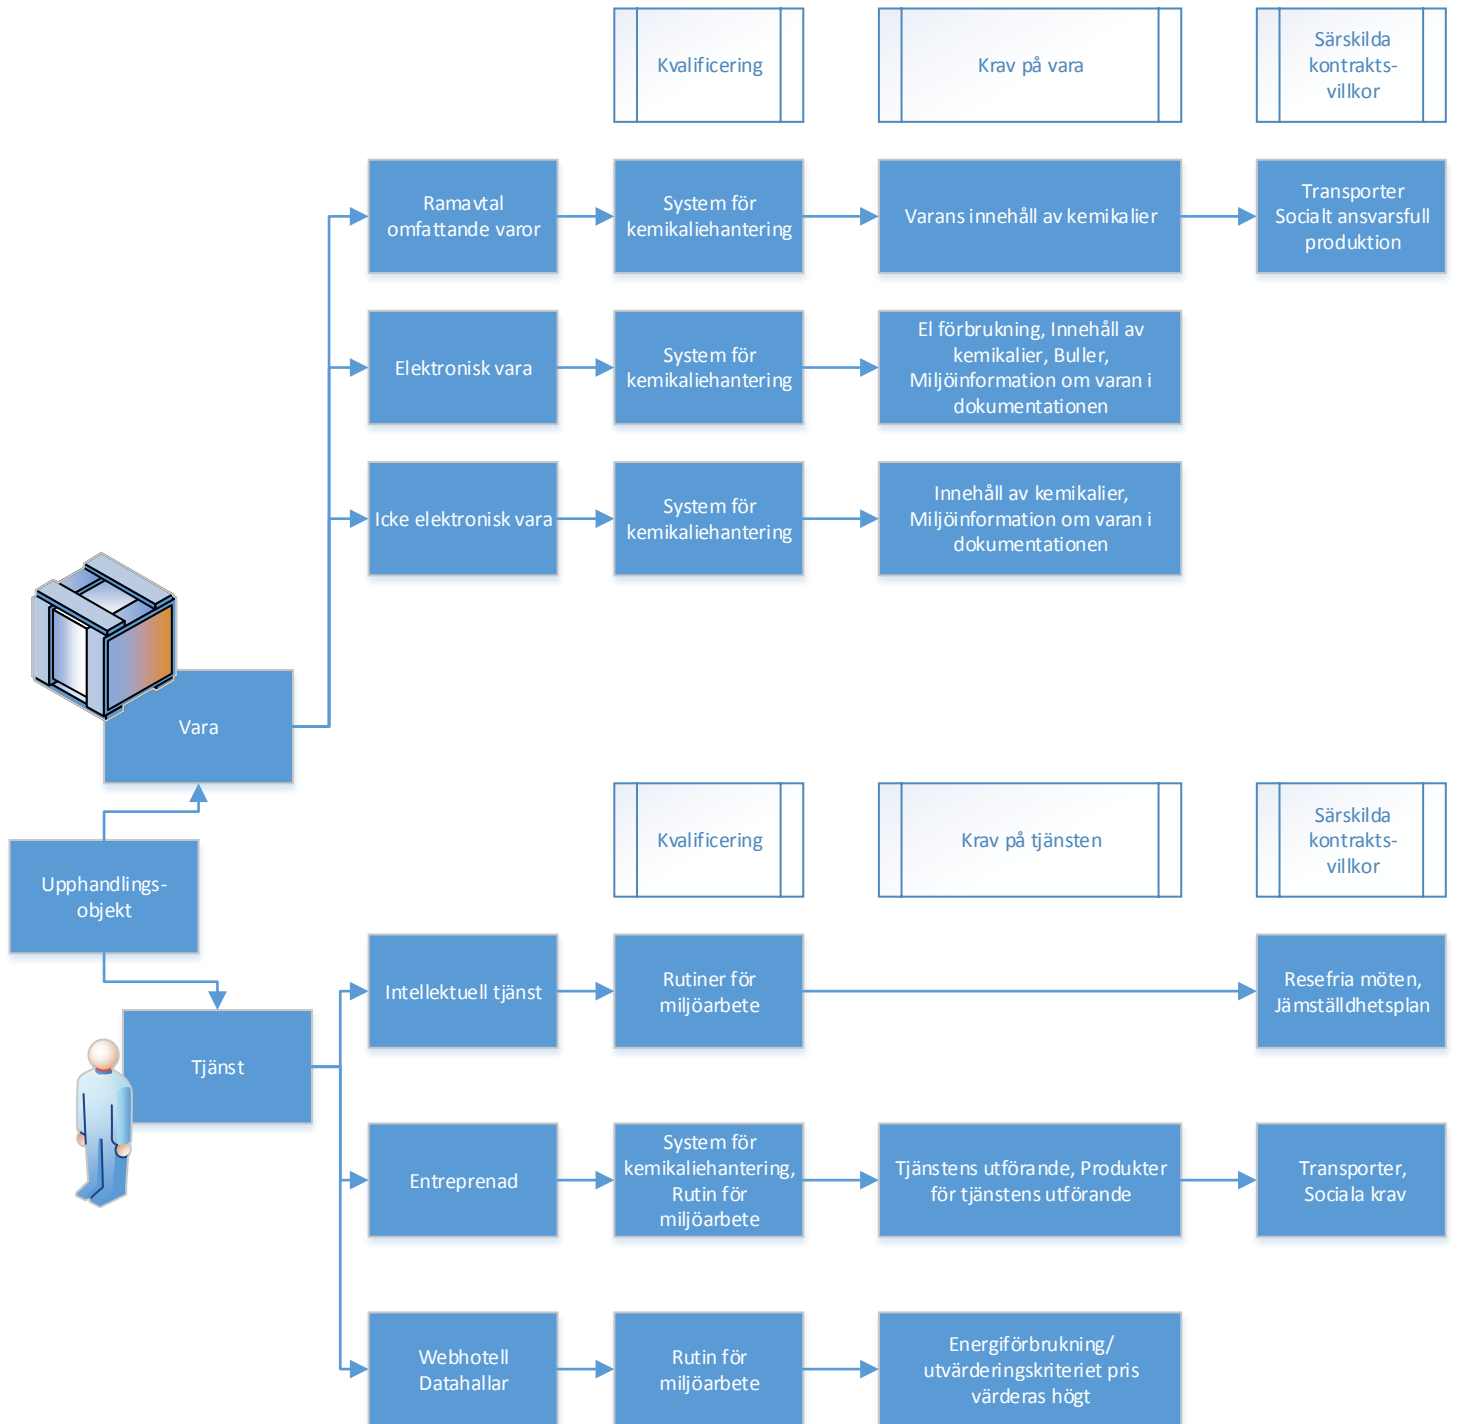 Kvalificering
Krav på vara
Särskilda
kontrakts-
villkor
Ramavtal
omfattande varor
System för
kemikaliehantering
Varans innehåll av kemikalier
Transporter
Socialt ansvarsfull
produktion
Elektronisk vara
System för
kemikaliehantering
El förbrukning, Innehåll av
kemikalier, Buller,
Miljöinformation om varan i
dokumentationen
Icke elektronisk vara
System för
kemikaliehantering
Innehåll av kemikalier,
Miljöinformation om varan i
dokumentationen
Vara
Kvalificering
Krav på tjänsten
Särskilda
kontrakts-
villkor
Upphandlings-
objekt
Intellektuell tjänst
Rutiner för
miljöarbete
Resefria möten,
Jämställdhetsplan
Tjänst
Entreprenad
System för
kemikaliehantering,
Rutin för
miljöarbete
Tjänstens utförande, Produkter
för tjänstens utförande
Transporter,
Sociala krav
Webhotell
Datahallar
Rutin för
miljöarbete
Energiförbrukning/
utvärderingskriteriet pris
värderas högt